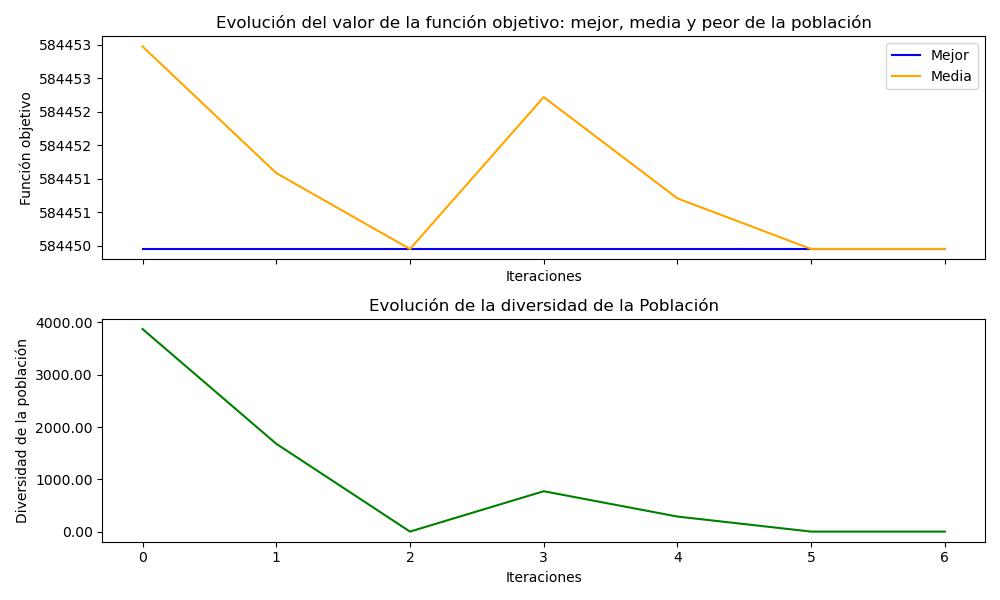 Evolución del valor de la función objetivo: mejor, media y peor de la población
584453
584453
584452
584452
584451
584451
584450
Función objetivo
Mejor
Media
Iteraciones
Evolución de la diversidad de la Población
4000.00
3000.00
2000.00
1000.00
0.00
Diversidad de la población
0 1 2 3 4 5 6
Iteraciones